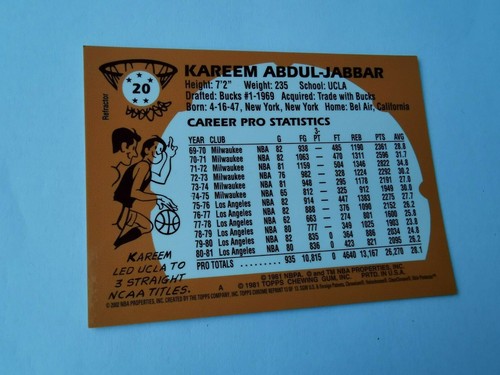 Refractor
20
KAREEM ABDUL-JABBAR
Height: 7'2" Weight: 235 School: UCLA
Drafted: Bucks #1-1969 Acquired: Trade with Bucks
Born: 4-16-47, New York, New York Home: Bel Air, California
CAREER PRO STATISTICS
YEAR CLUB G FG 3-PT FT REB PTS AVG
69-70 Milwaukee NBA 82 938 — 485 1190 2361 28.8
70-71 Milwaukee NBA 82 1063 — 470 1311 2596 31.7
71-72 Milwaukee NBA 81 1159 — 504 1346 2822 34.8
72-73 Milwaukee NBA 76 982 — 328 1224 2292 30.2
73-74 Milwaukee NBA 81 948 — 295 1178 2191 27.0
74-75 Milwaukee NBA 65 812 — 325 912 1949 30.0
75-76 Los Angeles NBA 82 914 — 447 1383 2275 27.7
76-77 Los Angeles NBA 82 888 — 376 1090 2152 26.2
77-78 Los Angeles NBA 62 663 — 274 801 1600 25.8
78-79 Los Angeles NBA 80 777 — 349 1025 1903 23.8
79-80 Los Angeles NBA 82 835 0 364 886 2034 24.8
80-81 Los Angeles NBA 80 836 0 423 821 2095 26.2
PRO TOTALS 935 10,815 0 4640 13,167 26,270 28.1
KAREEM
LED UCLA TO
3 STRAIGHT
NCAA TITLES.
© 1981 NBPA. ® and TM NBA PROPERTIES, INC.
A © 1981 TOPPS CHEWING GUM, INC. PRTD. IN U.S.A.